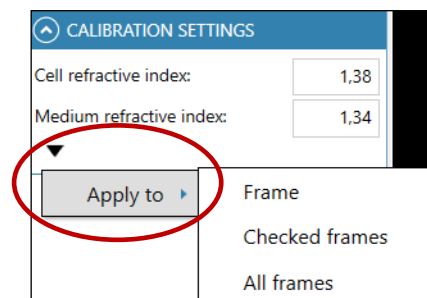 CALIBRATION SETTINGS
Cell refractive index: 1,38
Medium refractive index: 1,34
Apply to
Frame
Checked frames
All frames